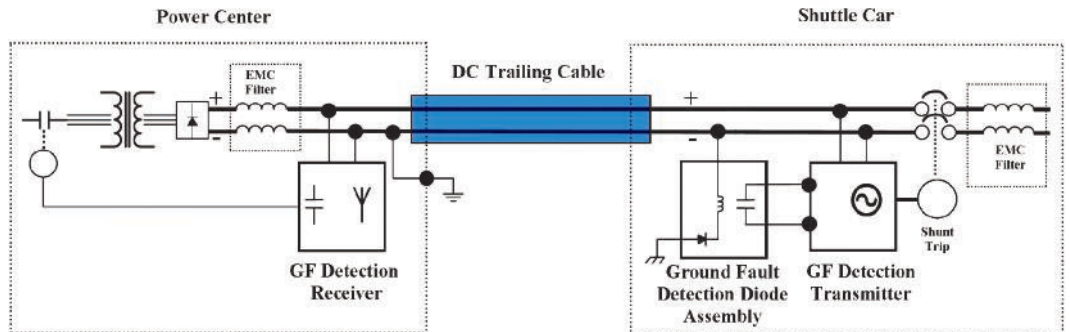 Power Center
Shuttle Car
EMC
Filter
DC Trailing Cable
+
-
+
-
EMC
Filter
GF Detection
Receiver
Ground Fault
Detection Diode
Assembly
GF Detection
Transmitter
Shunt
Trip